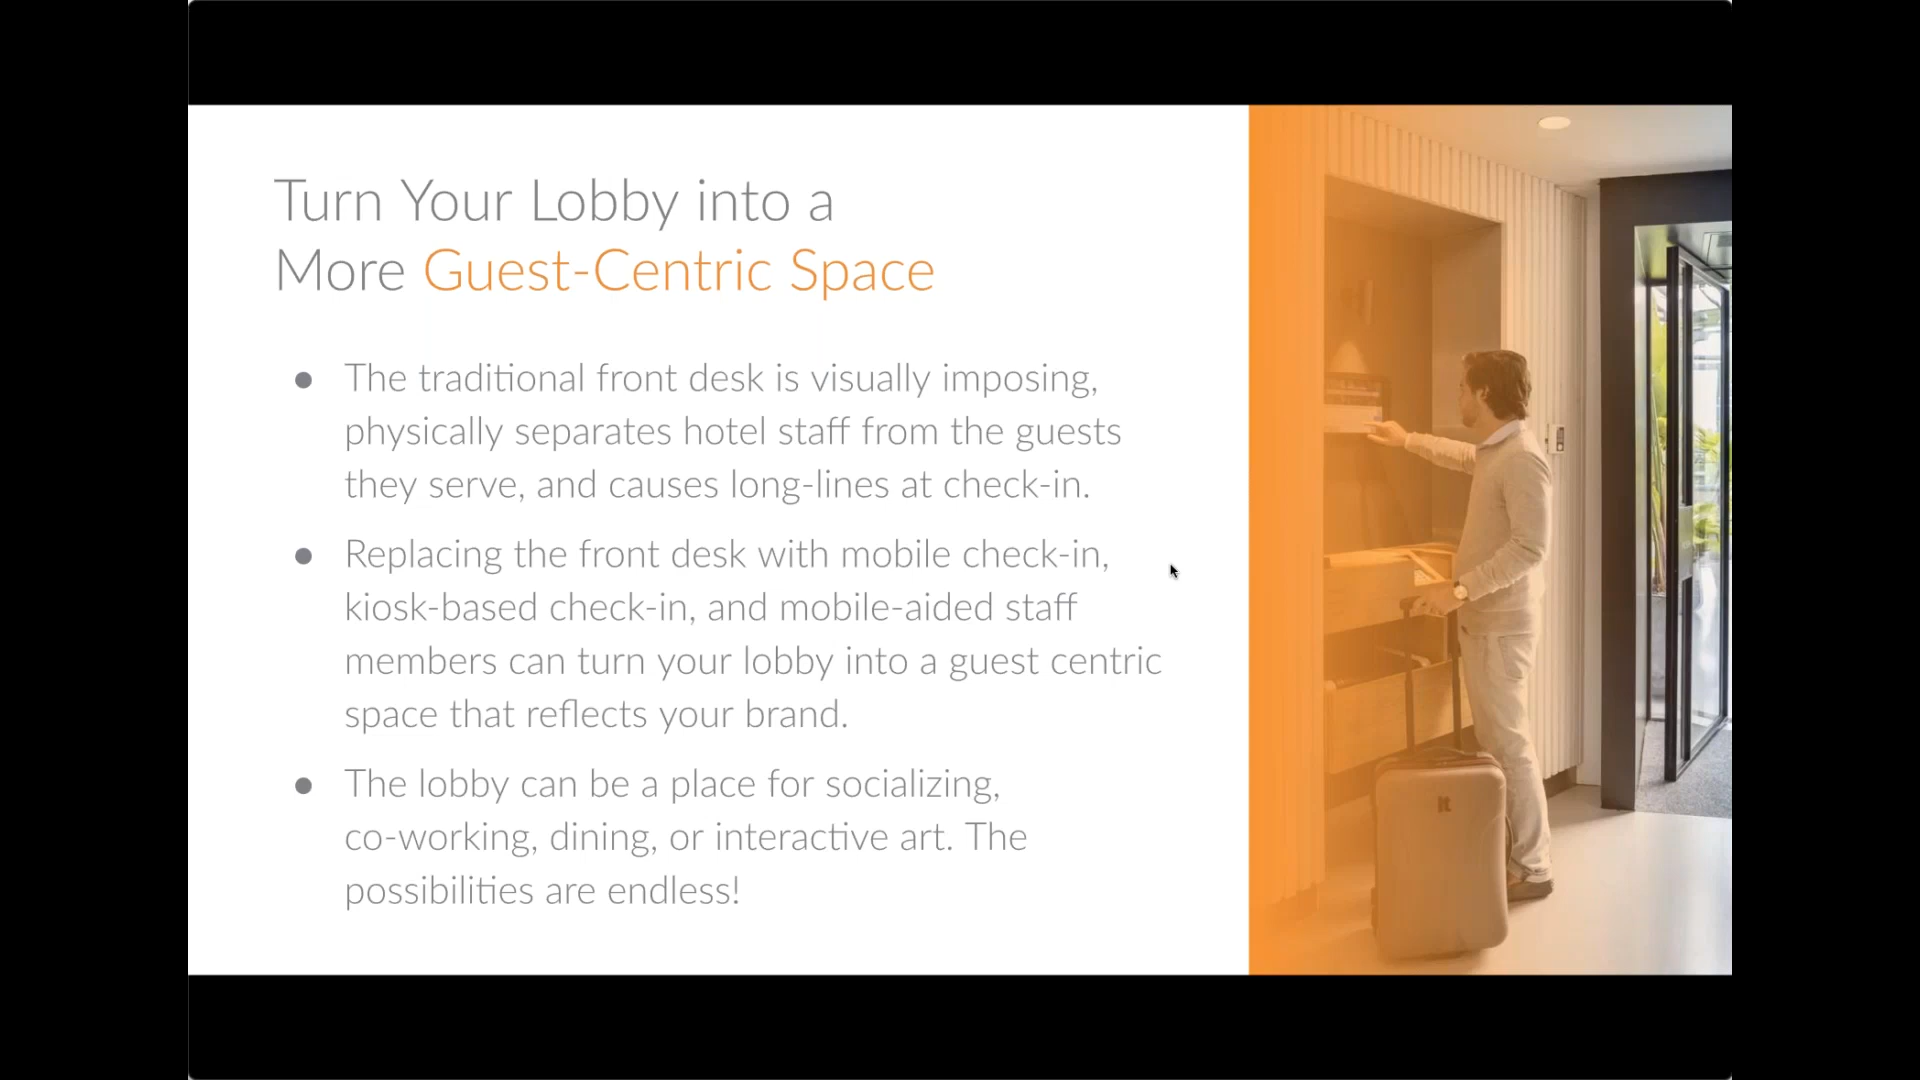 Turn Your Lobby into a
More Guest-Centric Space
● The traditional front desk is visually imposing,
physically separates hotel staff from the guests
they serve, and causes long-lines at check-in.
● Replacing the front desk with mobile check-in,
kiosk-based check-in, and mobile-aided staff
members can turn your lobby into a guest centric
space that reflects your brand.
● The lobby can be a place for socializing,
co-working, dining, or interactive art. The
possibilities are endless!
it